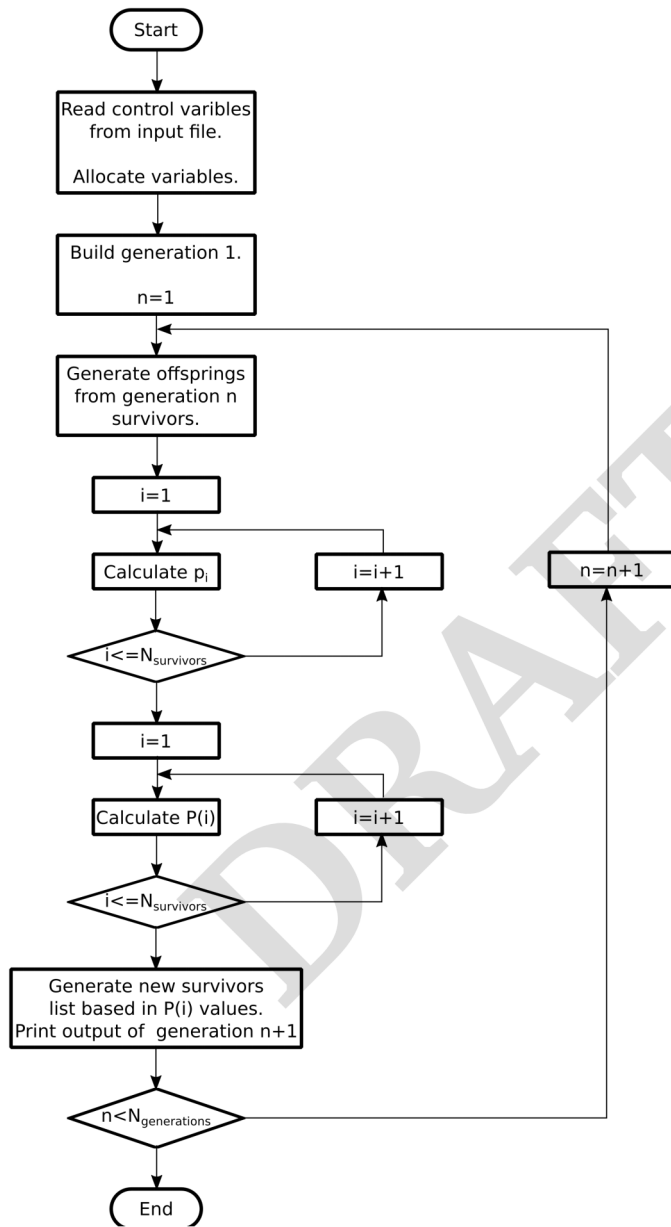 Start
Read control varibles
from input file.
Allocate variables.
Build generation 1.
n=1
Generate offsprings
from generation n
survivors.
i=1
Calculate pi
i=i+1
n=n+1
i<=Nsurvivors
i=1
Calculate P(i)
i=i+1
i<=Nsurvivors
Generate new survivors
list based in P(i) values.
Print output of generation n+1
n<Ngenerations
End
DRAFT